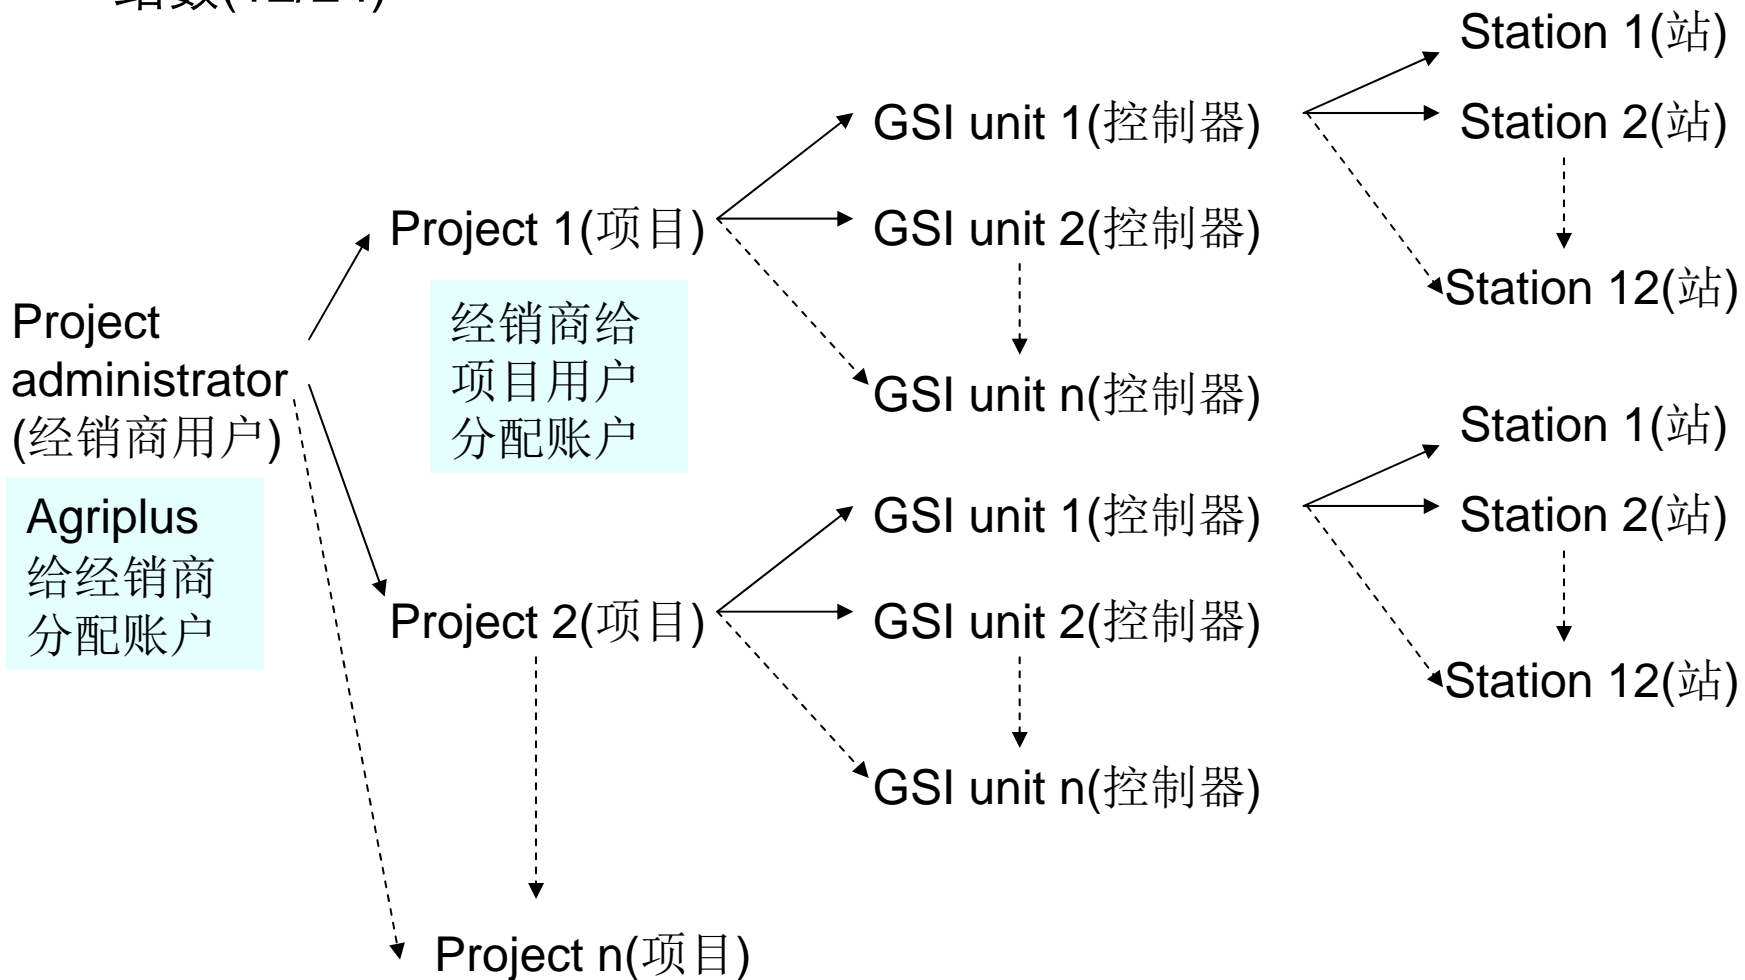 Station 1(站)
GSI unit 1(控制器)
Station 2(站)
Project 1(项目)
GSI unit 2(控制器)
Station 12(站)
Project
administrator
(经销商用户)
经销商给
项目用户
分配账户
GSI unit n(控制器)
Station 1(站)
Agriplus
给经销商
分配账户
GSI unit 1(控制器)
Station 2(站)
Project 2(项目)
GSI unit 2(控制器)
Station 12(站)
GSI unit n(控制器)
Project n(项目)